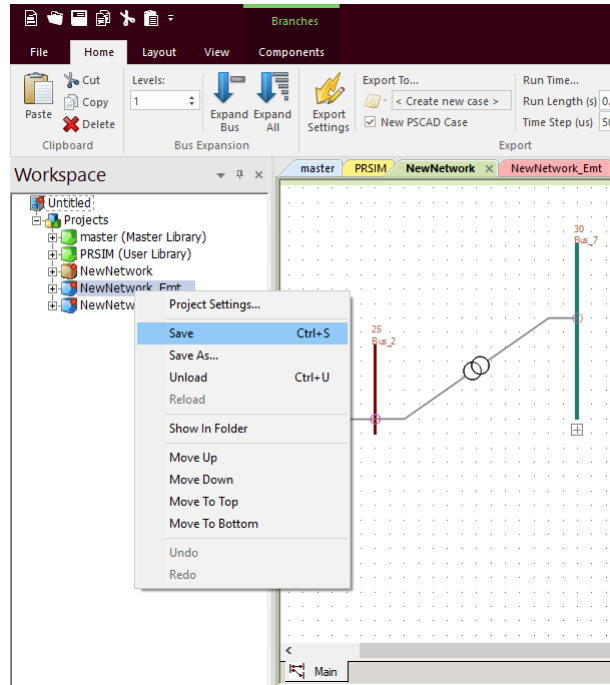 Branches
File Home Layout View Components
Paste
Cut
Copy
Delete
Clipboard
Levels:
1
Expand Bus
Expand All
Bus Expansion
Export Settings
Export To...
< Create new case >
New PSCAD Case
Run Time...
Run Length (s) 0.
Time Step (us) 50
Export
Workspace
master PRSIM NewNetwork NewNetwork_Emt
Untitled
Projects
master (Master Library)
PRSIM (User Library)
NewNetwork
NewNetwork_Emt
NewNetw
Project Settings...
Save Ctrl+S
Save As...
Unload Ctrl+U
Reload
Show In Folder
Move Up
Move Down
Move To Top
Move To Bottom
Undo
Redo
30
Bus_7
25
Bus_2
Main